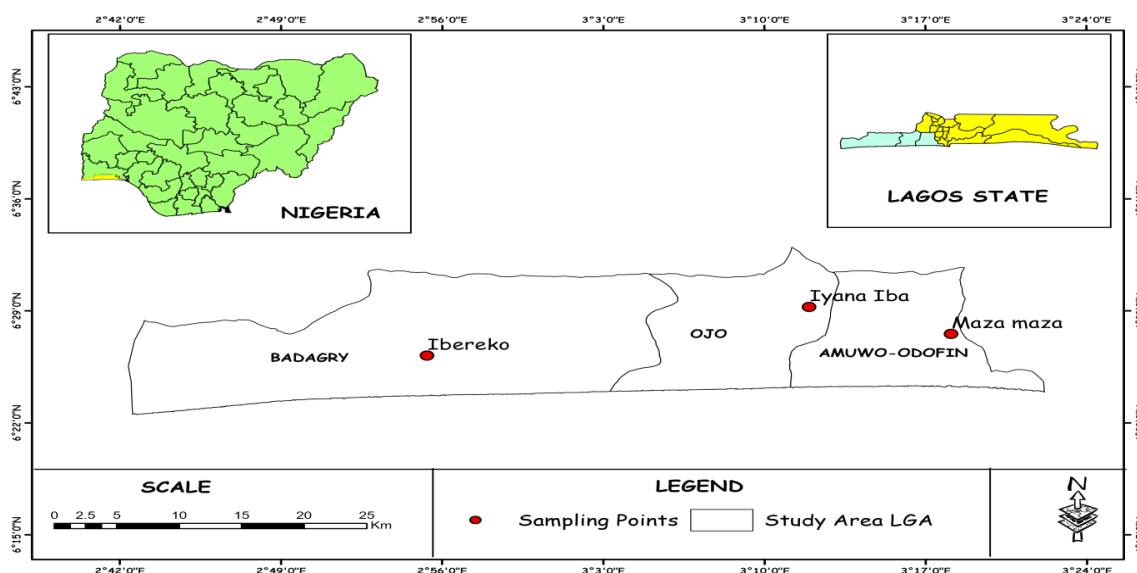 2°42'0"E 2°49'0"E 2°56'0"E 3°3'0"E 3°10'0"E 3°17'0"E 3°24'0"E
6°43'0"N
6°36'0"N
6°29'0"N
6°22'0"N
6°15'0"N
NIGERIA
LAGOS STATE
Iyana Iba
Maza maza
OJO
Ibereko
BADAGRY
AMUWO-ODOFIN
SCALE
0 2.5 5 10 15 20 25
Km
LEGEND
Sampling Points
Study Area LGA
N
2°42'0"E 2°49'0"E 2°56'0"E 3°3'0"E 3°10'0"E 3°17'0"E 3°24'0"E